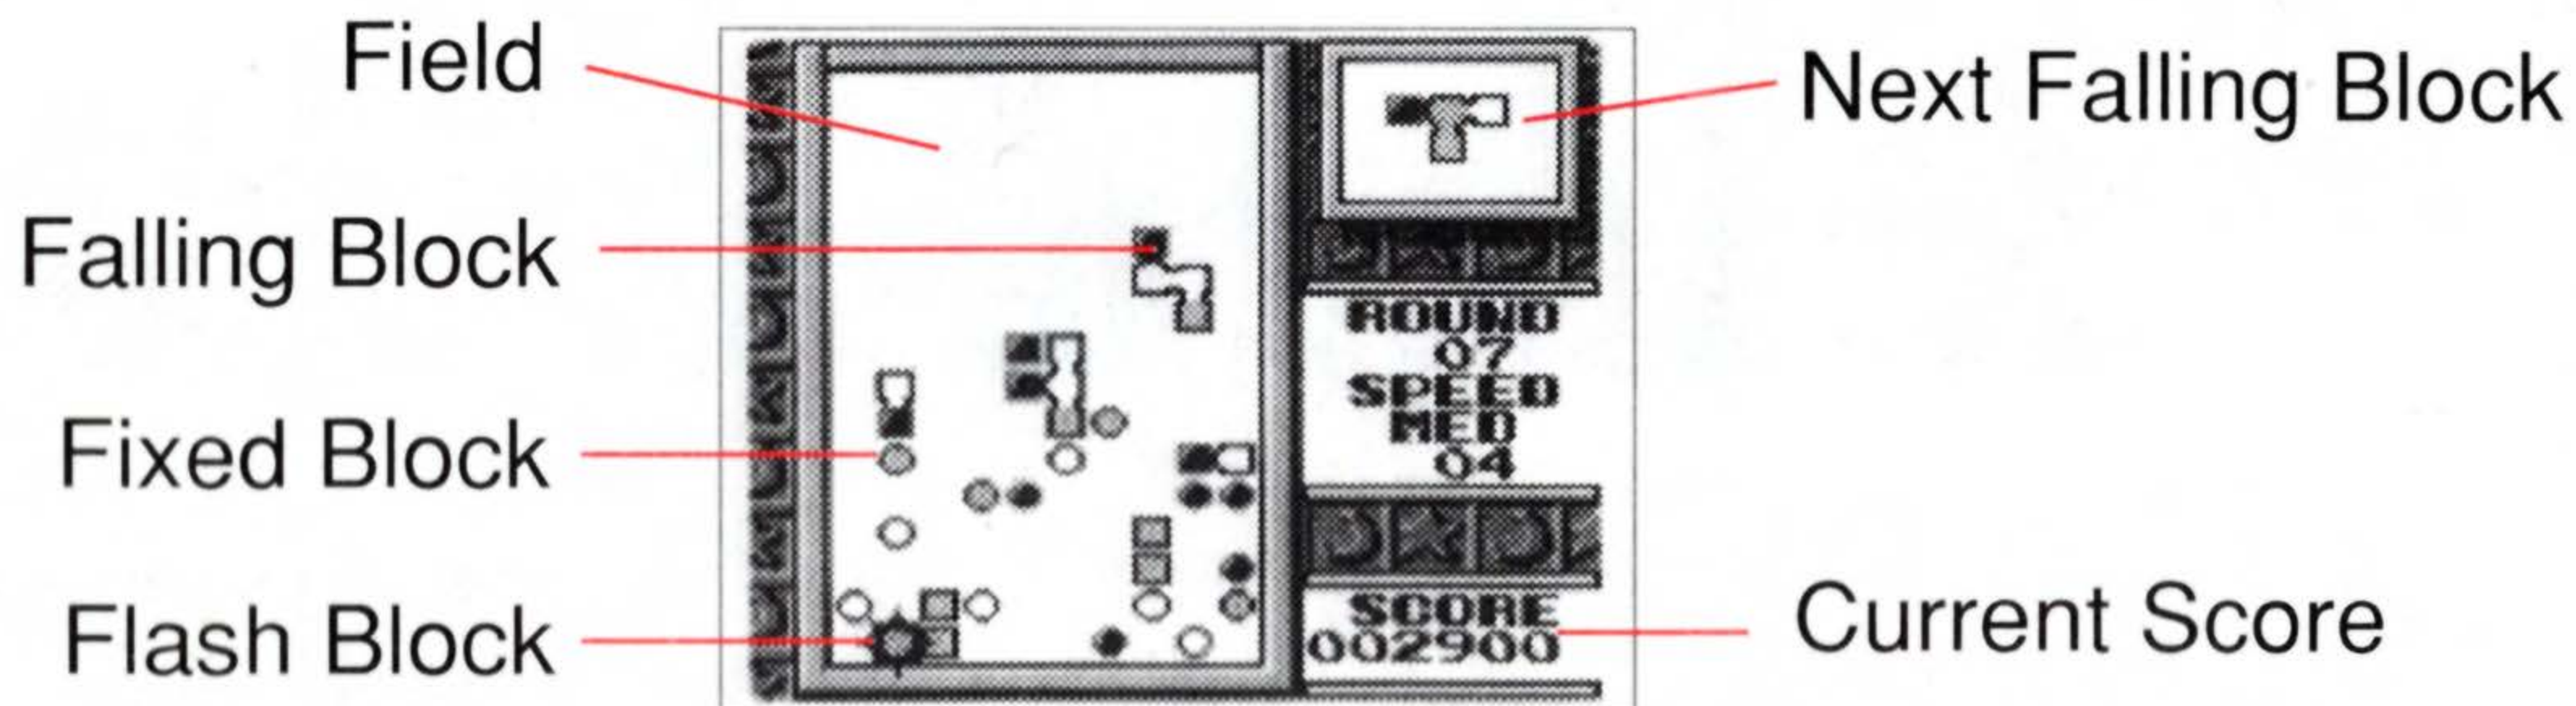 Field
Next Falling Block
Falling Block
ROUND
07
SPEED
MED
04
Fixed Block
SCORE
002900
Flash Block
Current Score